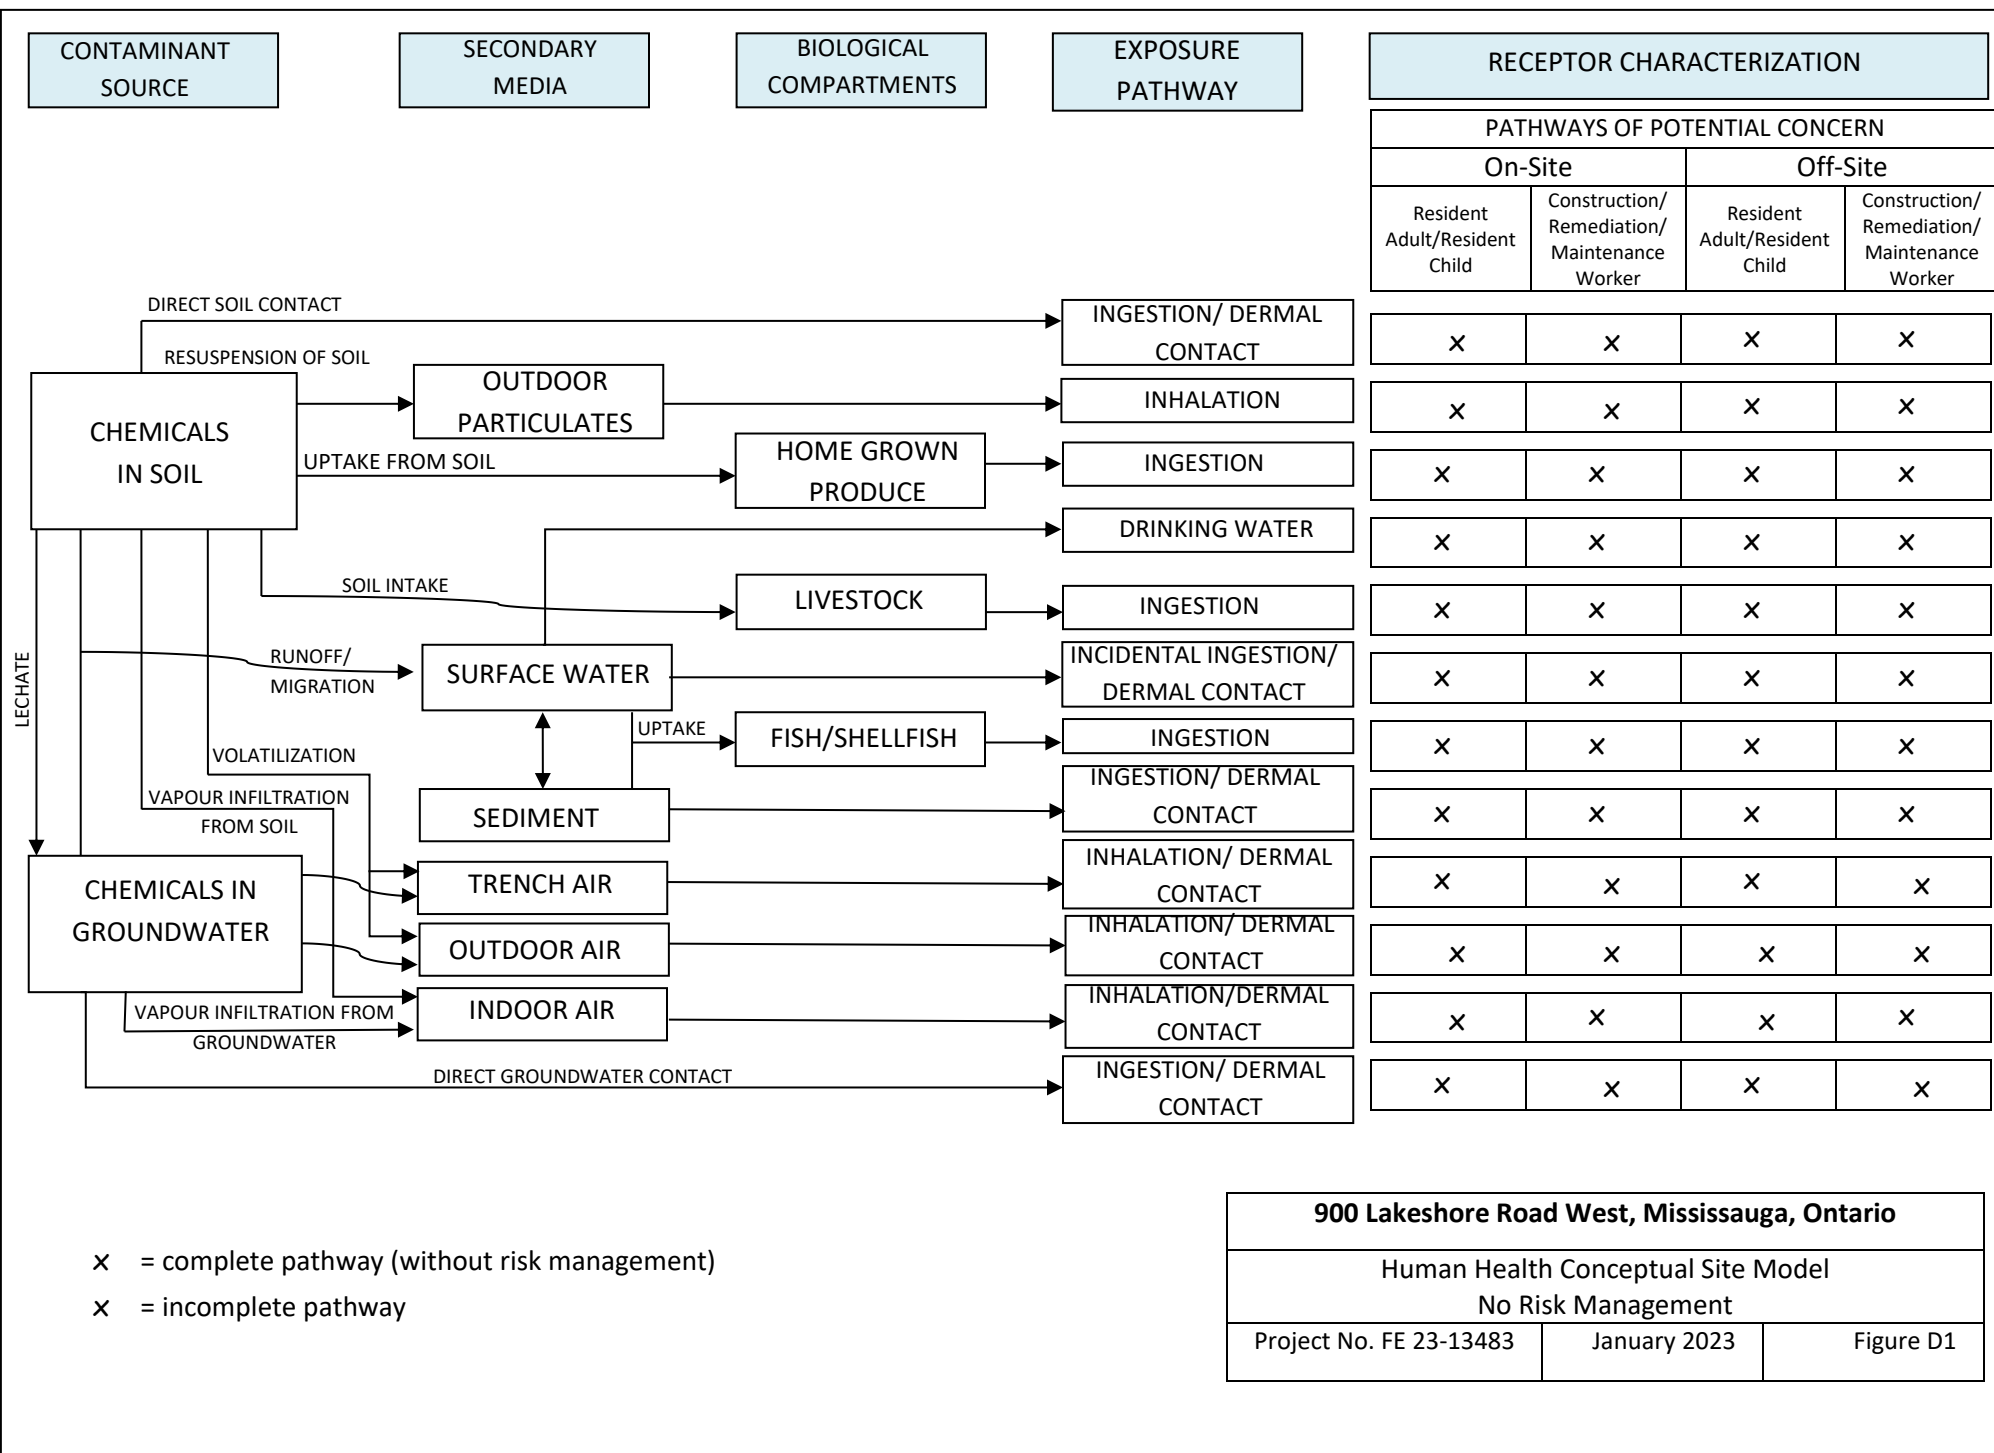 CONTAMINANT
SOURCE
SECONDARY
MEDIA
BIOLOGICAL
COMPARTMENTS
EXPOSURE
PATHWAY
RECEPTOR CHARACTERIZATION
PATHWAYS OF POTENTIAL CONCERN
On-Site
Off-Site
Resident
Adult/Resident
Child
Construction/
Remediation/
Maintenance
Worker
Resident
Adult/Resident
Child
Construction/
Remediation/
Maintenance
Worker
DIRECT SOIL CONTACT
INGESTION/ DERMAL
CONTACT
x x x x
RESUSPENSION OF SOIL
OUTDOOR
PARTICULATES
INHALATION
x x x x
CHEMICALS
IN SOIL
UPTAKE FROM SOIL
HOME GROWN
PRODUCE
INGESTION
x x x x
DRINKING WATER
x x x x
SOIL INTAKE
LIVESTOCK
INGESTION
x x x x
LECHATE
RUNOFF/
MIGRATION
SURFACE WATER
INCIDENTAL INGESTION/
DERMAL CONTACT
x x x x
UPTAKE
FISH/SHELLFISH
INGESTION
x x x x
VOLATILIZATION
VAPOUR INFILTRATION
FROM SOIL
SEDIMENT
INGESTION/ DERMAL
CONTACT
x x x x
CHEMICALS IN
GROUNDWATER
TRENCH AIR
INHALATION/ DERMAL
CONTACT
x x x x
OUTDOOR AIR
INHALATION/ DERMAL
CONTACT
x x x x
VAPOUR INFILTRATION FROM
GROUNDWATER
INDOOR AIR
INHALATION/DERMAL
CONTACT
x x x x
DIRECT GROUNDWATER CONTACT
INGESTION/ DERMAL
CONTACT
x x x x
x = complete pathway (without risk management)
x = incomplete pathway
900 Lakeshore Road West, Mississauga, Ontario
Human Health Conceptual Site Model
No Risk Management
Project No. FE 23-13483
January 2023
Figure D1